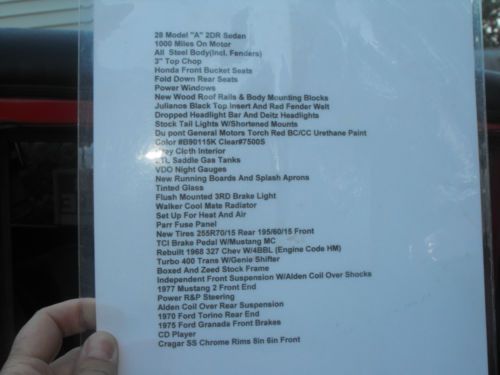 28 Model "A" 2DR Sedan
1000 Miles On Motor
All Steel Body(Incl. Fenders)
3" Top Chop
Honda Front Bucket Seats
Fold Down Rear Seats
Power Windows
New Wood Roof Rails & Body Mounting Blocks
Julianos Black Top Insert And Rad Fender Welt
Dropped Headlight Bar And Deitz Headlights
Stock Tail Lights W/Shortened Mounts
Du pont General Motors Torch Red BC/CC Urethane Paint
Color #B90115K Clear#7500S
Grey Cloth Interior
Saddle Gas Tanks
VDO Night Gauges
New Running Boards And Splash Aprons
Tinted Glass
Flush Mounted 3RD Brake Light
Walker Cool Mate Radiator
Set Up For Heat And Air
Parr Fuse Panel
New Tires 255R70/15 Rear 195/60/15 Front
TCI Brake Pedal W/Mustang MC
Rebuilt 1968 327 Chev W/4BBL (Engine Code HM)
Turbo 400 Trans W/Genie Shifter
Boxed And Zeed Stock Frame
Independent Front Suspension W/Alden Coil Over Shocks
1977 Mustang 2 Front End
Power R&P Steering
Alden Coil Over Rear Suspension
1970 Ford Torino Rear End
1975 Ford Granada Front Brakes
CD Player
Cragar SS Chrome Rims 8in 6in Front